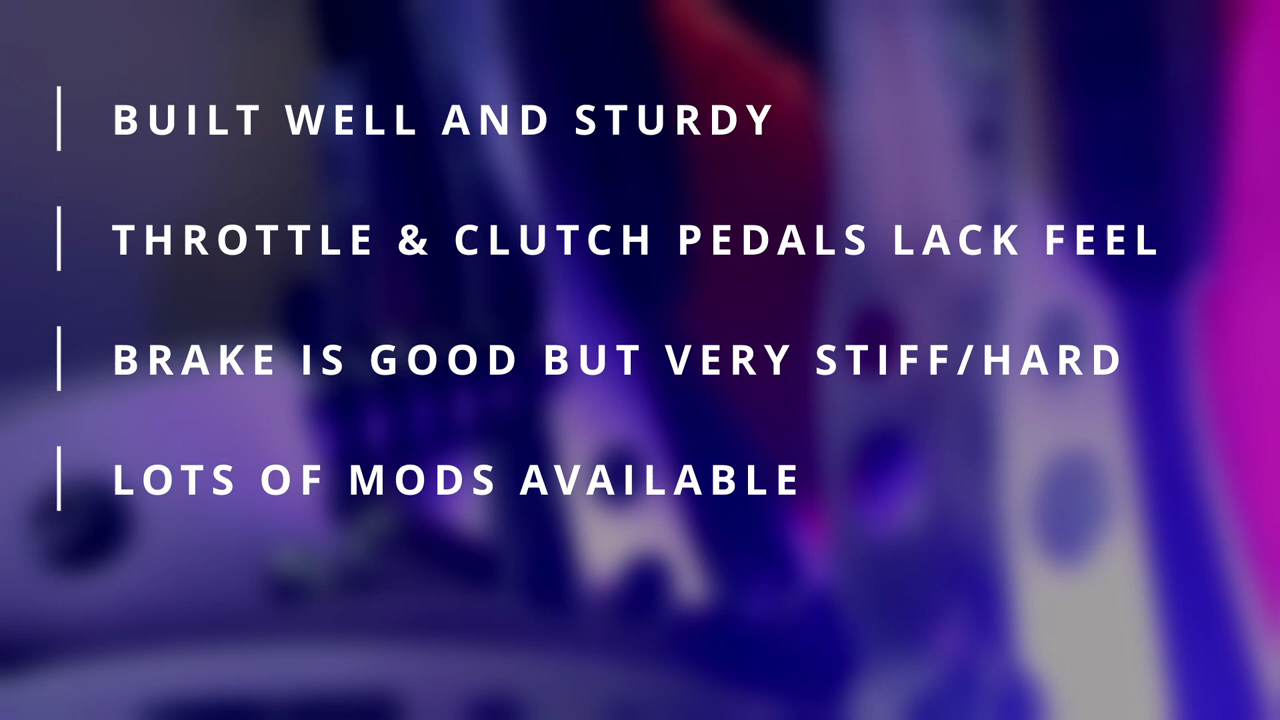 BUILT WELL AND STURDY
THROTTLE & CLUTCH PEDALS LACK FEEL
BRAKE IS GOOD BUT VERY STIFF/HARD
LOTS OF MODS AVAILABLE